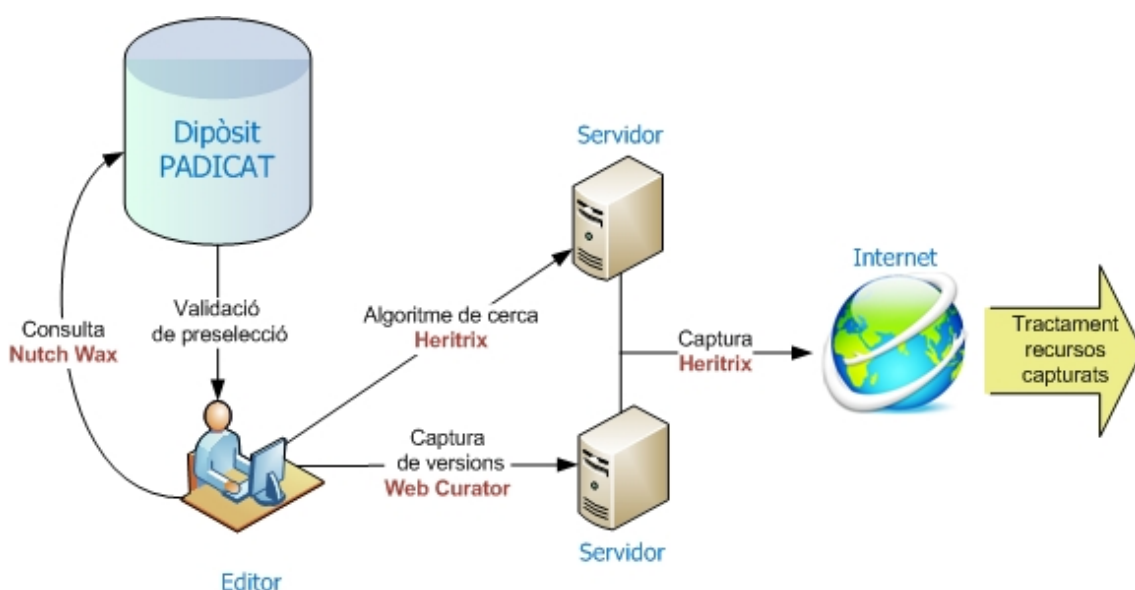 Dipòsit
PADICAT
Consulta
Nutch Wax
Validació
de preselecció
Editor
Algoritme de cerca
Heritrix
Captura
de versions
Web Curator
Servidor
Servidor
Captura
Heritrix
Internet
Tractament
recursos
capturats